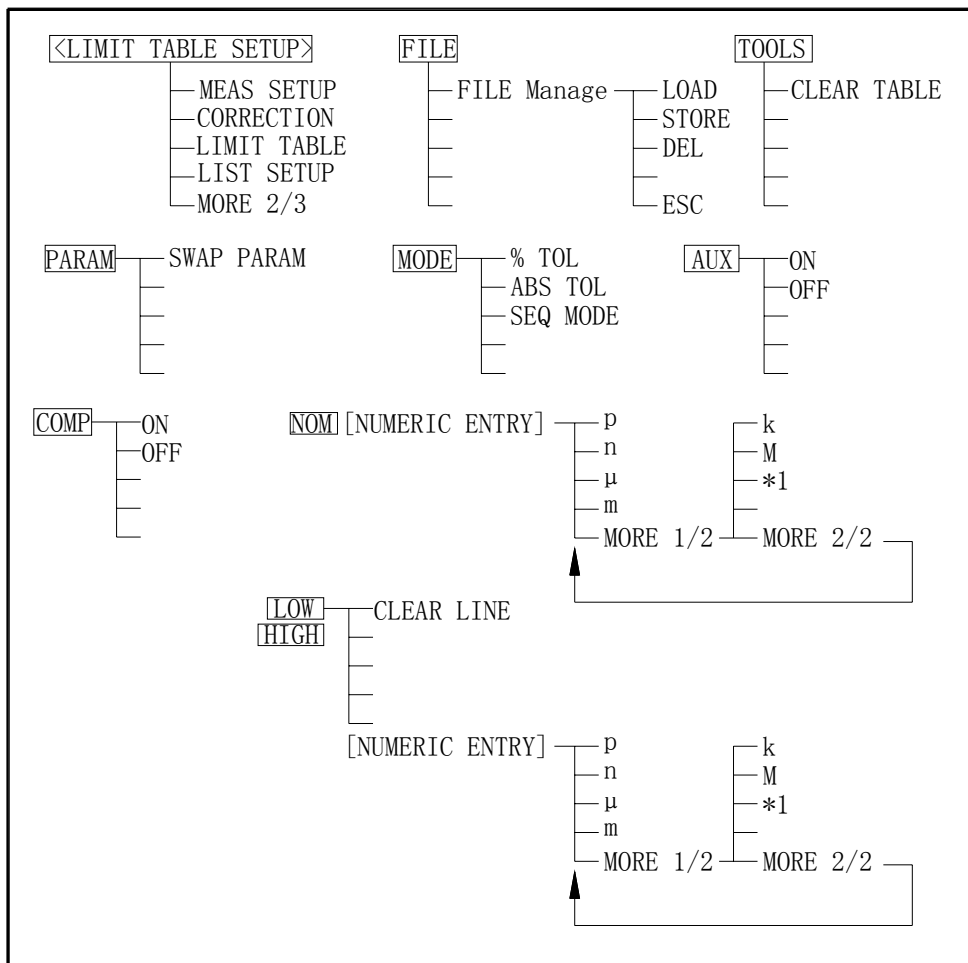 <LIMIT TABLE SETUP>
MEAS SETUP
CORRECTION
LIMIT TABLE
LIST SETUP
MORE 2/3
FILE
FILE Manage
LOAD
STORE
DEL
ESC
TOOLS
CLEAR TABLE
PARAM
SWAP PARAM
MODE
% TOL
ABS TOL
SEQ MODE
AUX
ON
OFF
COMP
ON
OFF
NOM [NUMERIC ENTRY]
p
n
μ
m
MORE 1/2
k
M
*1
MORE 2/2
LOW
HIGH
CLEAR LINE
[NUMERIC ENTRY]
p
n
μ
m
MORE 1/2
k
M
*1
MORE 2/2